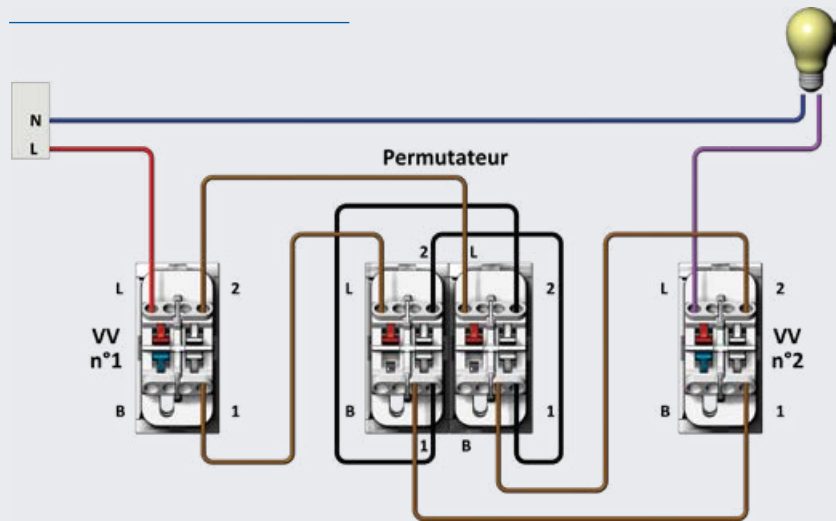 N
L
Permutateur
2 L
L 2 L 2 L 2
VV n°1
VV n°2
B 1 B 1 B 1
1 B